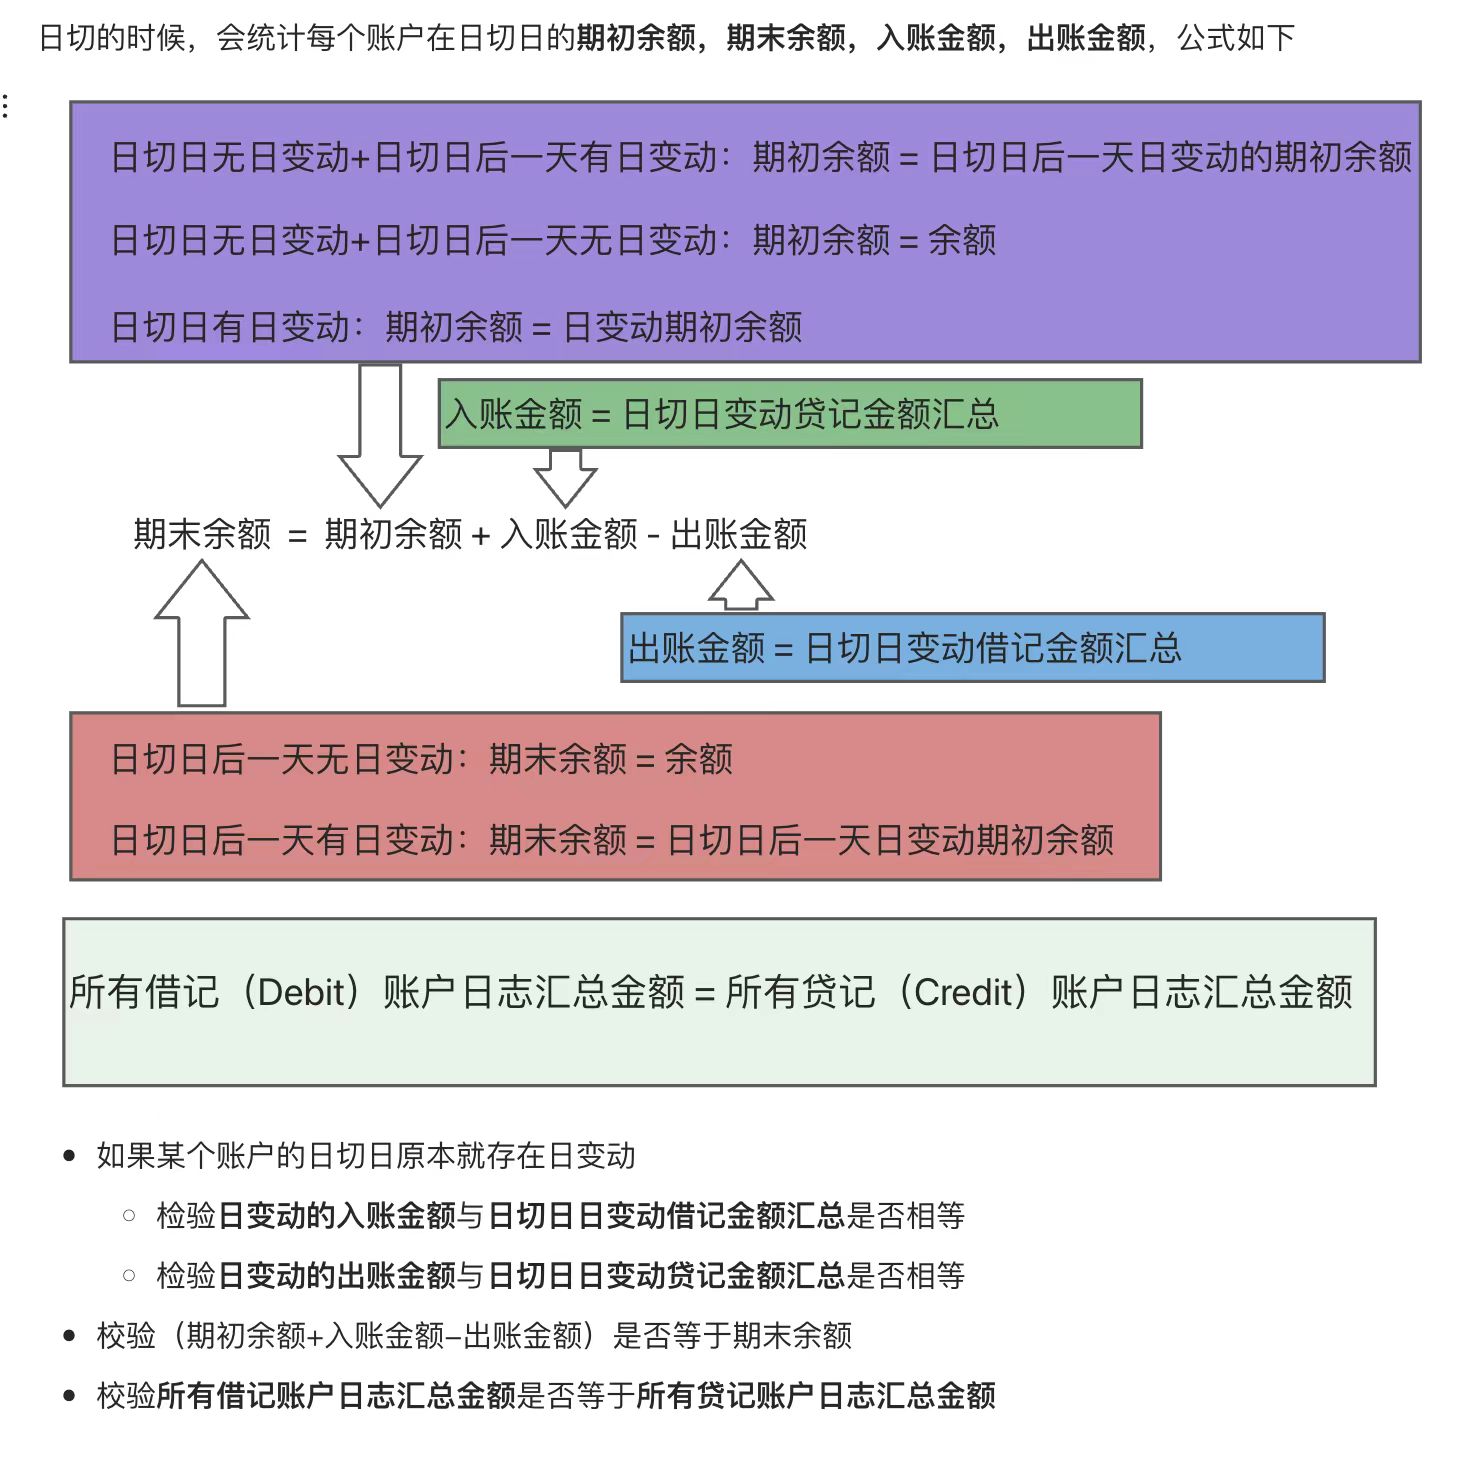 日切的时候，会统计每个账户在日切日的期初余额，期末余额，入账金额，出账金额，公式如下
日切日无日变动+日切日后一天有日变动：期初余额 = 日切日后一天日变动的期初余额
日切日无日变动+日切日后一天无日变动：期初余额 = 余额
日切日有日变动：期初余额 = 日变动期初余额
入账金额 = 日切日变动贷记金额汇总
期末余额 = 期初余额 + 入账金额 - 出账金额
出账金额 = 日切日变动借记金额汇总
日切日后一天无日变动：期末余额 = 余额
日切日后一天有日变动：期末余额 = 日切日后一天日变动期初余额
所有借记（Debit）账户日志汇总金额 = 所有贷记（Credit）账户日志汇总金额
如果某个账户的日切日原本就存在日变动
检验日变动的入账金额与日切日日变动借记金额汇总是否相等
检验日变动的出账金额与日切日日变动贷记金额汇总是否相等
校验（期初余额+入账金额–出账金额）是否等于期末余额
校验所有借记账户日志汇总金额是否等于所有贷记账户日志汇总金额